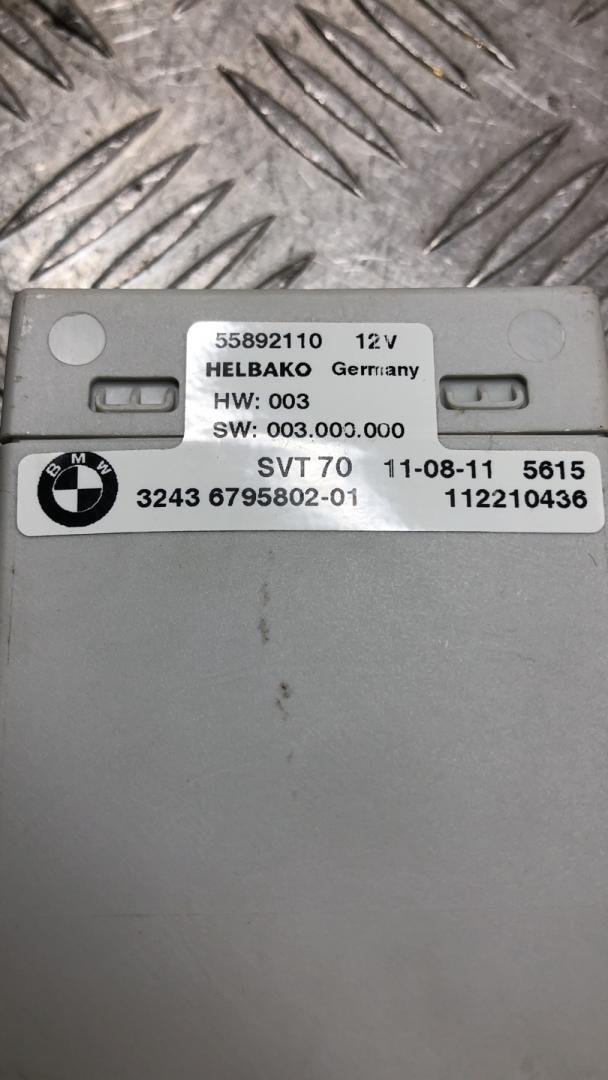 55892110 12V
HELBAKO Germany
HW: 003
SW: 003.000.000
BMW
SVT 70 11-08-11 5615
3243 6795802-01 112210436